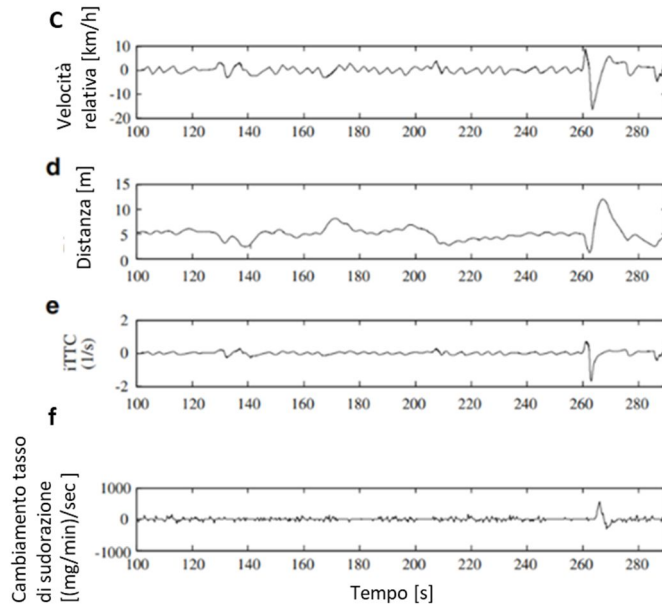 c
Velocità
relativa [km/h]
10
0
-10
-20
100 120 140 160 180 200 220 240 260 280
d
Distanza [m]
15
10
5
0
100 120 140 160 180 200 220 240 260 280
e
iTTC
(1/s)
2
0
-2
100 120 140 160 180 200 220 240 260 280
f
Cambiamento tasso
di sudorazione
[(mg/min)/sec ]
1000
0
-1000
100 120 140 160 180 200 220 240 260 280
Tempo [s]